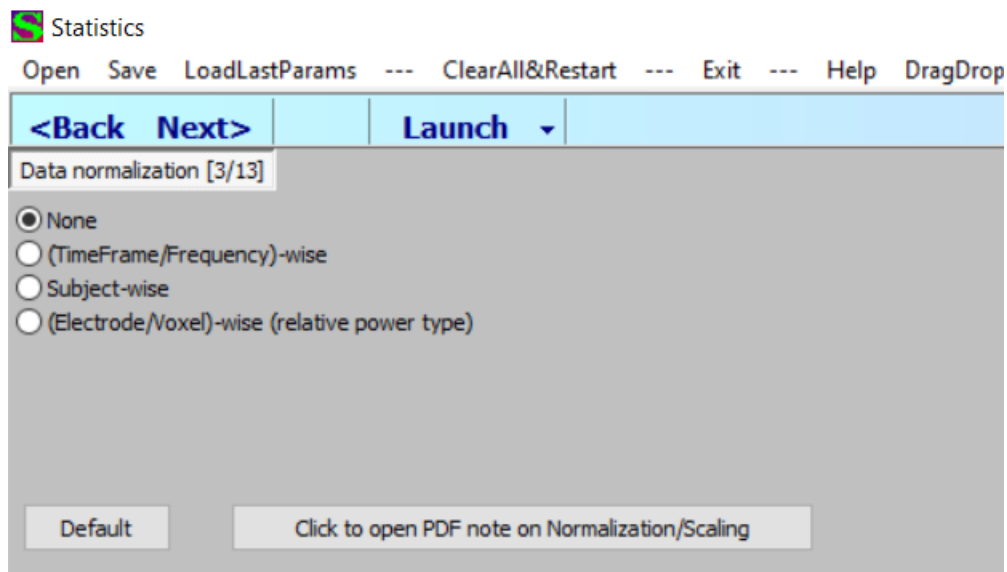 Statistics
Open Save LoadLastParams --- ClearAll&Restart --- Exit --- Help DragDrop
<Back Next> Launch
Data normalization [3/13]
None
(TimeFrame/Frequency)-wise
Subject-wise
(Electrode/Voxel)-wise (relative power type)
Default Click to open PDF note on Normalization/Scaling